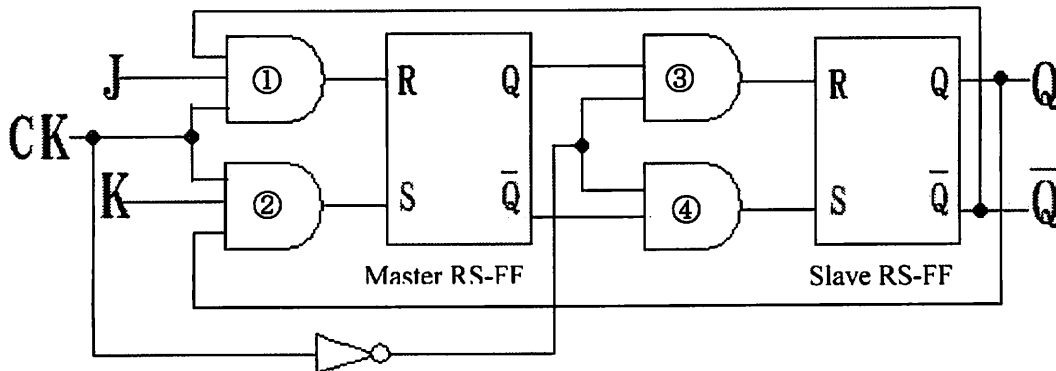 J
CK
K
①
②
R
Q
S
Q̅
Master RS-FF
③
④
R
Q
S
Q̅
Slave RS-FF
Q
Q̅